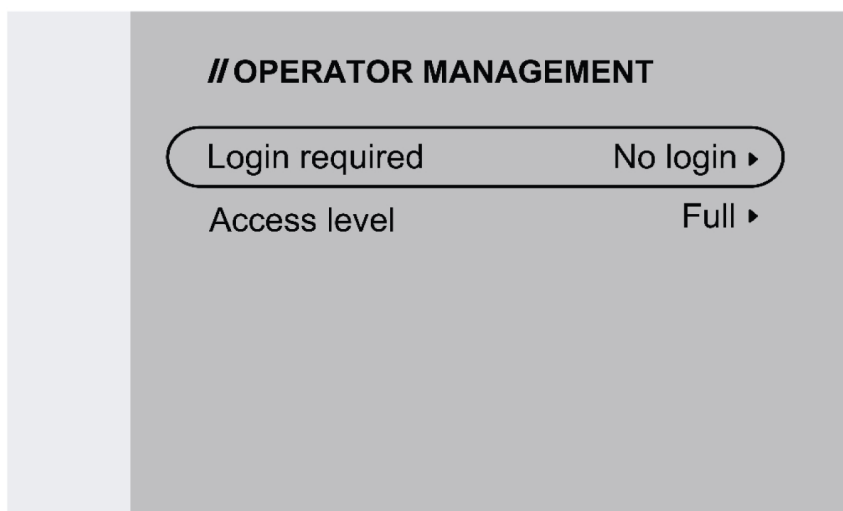 //OPERATOR MANAGEMENT
Login required No login ▸
Access level Full ▸